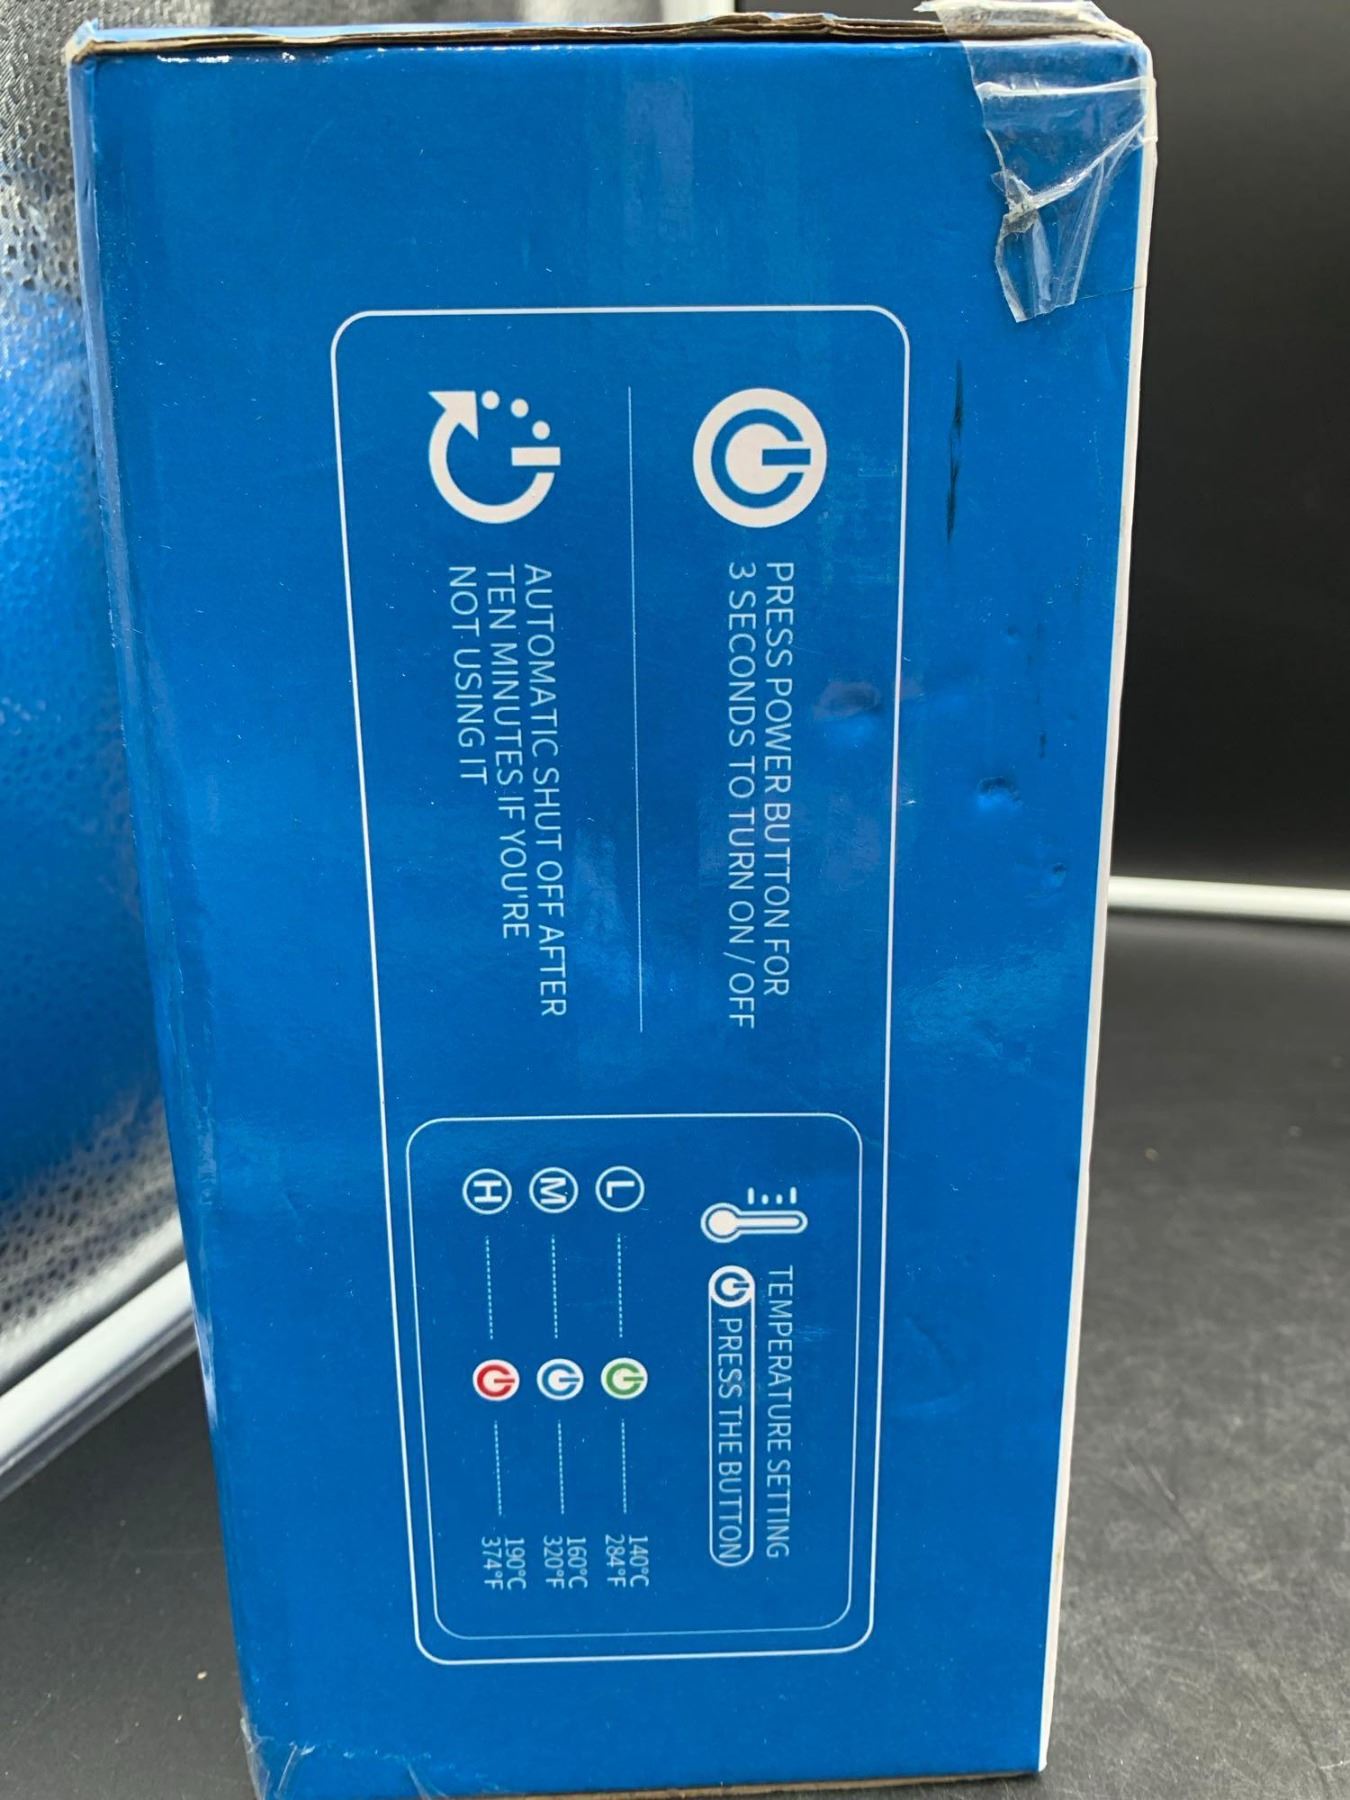 PRESS POWER BUTTON FOR
3 SECONDS TO TURN ON / OFF
AUTOMATIC SHUT OFF AFTER
TEN MINUTES IF YOU'RE
NOT USING IT
TEMPERATURE SETTING
PRESS THE BUTTON
L 140°C
284°F
M 160°C
320°F
H 190°C
374°F